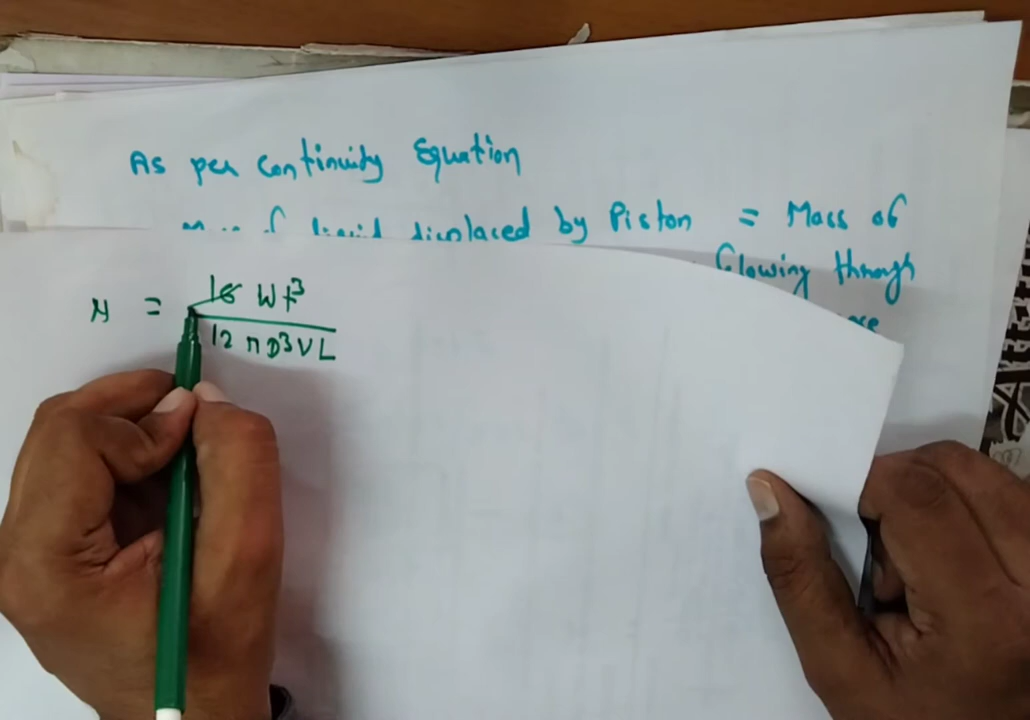 As per Continuity Equation
by Piston = Mass of
flowing through
μ = 16 Wt³
12 π D³ V L